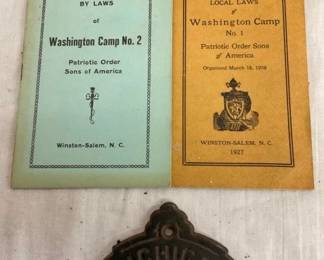 BY LAWS
of
Washington Camp No. 2
Patriotic Order
Sons of America
Winston-Salem, N. C.
LOCAL LAWS
of
Washington Camp
No. 1
Patriotic Order Sons
of America
Organized March 18, 1908
WINSTON-SALEM, N. C.
1927